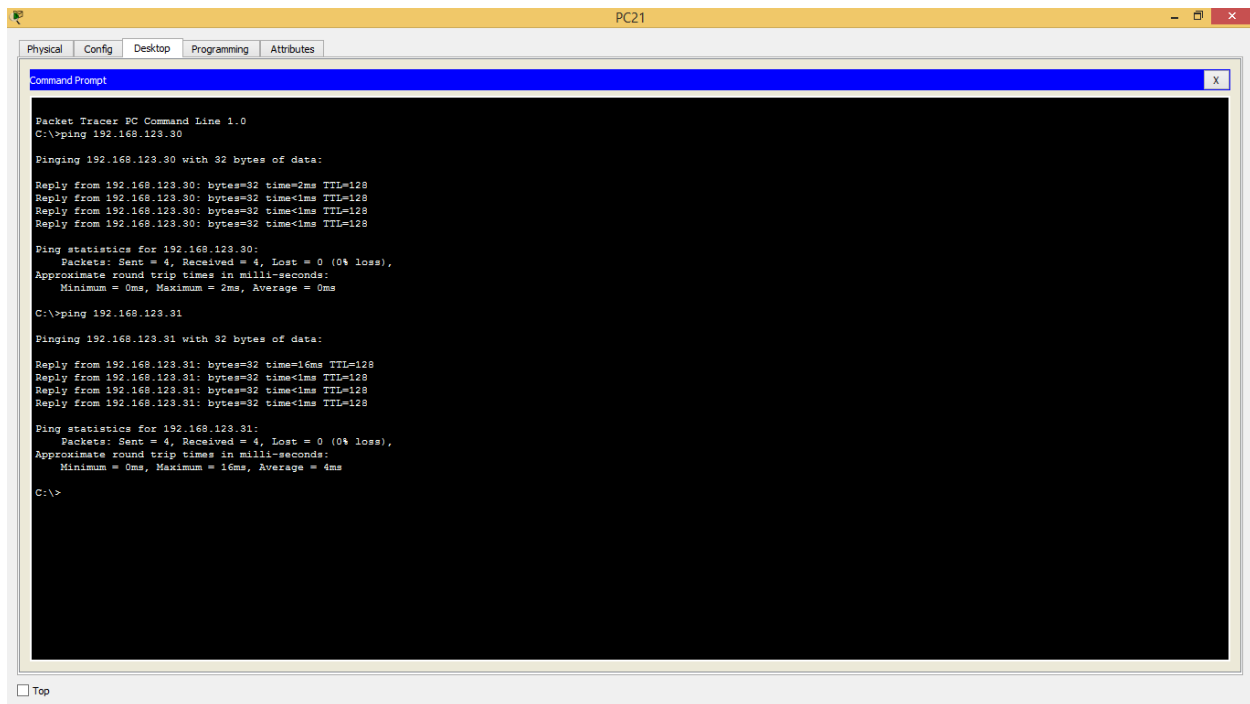 PC21
Physical Config Desktop Programming Attributes
Command Prompt
X
Packet Tracer PC Command Line 1.0
C:\>ping 192.168.123.30
Pinging 192.168.123.30 with 32 bytes of data:
Reply from 192.168.123.30: bytes=32 time=2ms TTL=128
Reply from 192.168.123.30: bytes=32 time<1ms TTL=128
Reply from 192.168.123.30: bytes=32 time<1ms TTL=128
Reply from 192.168.123.30: bytes=32 time<1ms TTL=128
Ping statistics for 192.168.123.30:
Packets: Sent = 4, Received = 4, Lost = 0 (0% loss),
Approximate round trip times in milli-seconds:
Minimum = 0ms, Maximum = 2ms, Average = 0ms
C:\>ping 192.168.123.31
Pinging 192.168.123.31 with 32 bytes of data:
Reply from 192.168.123.31: bytes=32 time=16ms TTL=128
Reply from 192.168.123.31: bytes=32 time<1ms TTL=128
Reply from 192.168.123.31: bytes=32 time<1ms TTL=128
Reply from 192.168.123.31: bytes=32 time<1ms TTL=128
Ping statistics for 192.168.123.31:
Packets: Sent = 4, Received = 4, Lost = 0 (0% loss),
Approximate round trip times in milli-seconds:
Minimum = 0ms, Maximum = 16ms, Average = 4ms
C:\>
Top